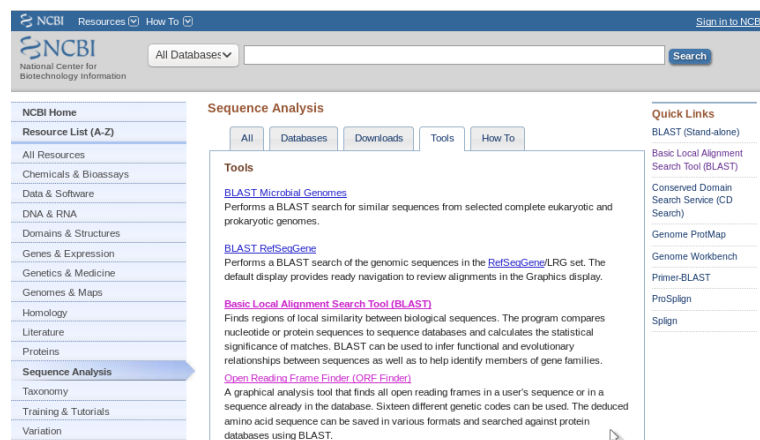 NCBI Resources How To Sign in to NCB
NCBI
National Center for
Biotechnology Information
All Databases
Search
NCBI Home
Resource List (A-Z)
All Resources
Chemicals & Bioassays
Data & Software
DNA & RNA
Domains & Structures
Genes & Expression
Genetics & Medicine
Genomes & Maps
Homology
Literature
Proteins
Sequence Analysis
Taxonomy
Training & Tutorials
Variation
Sequence Analysis
All Databases Downloads Tools How To
Tools
BLAST Microbial Genomes
Performs a BLAST search for similar sequences from selected complete eukaryotic and
prokaryotic genomes.
BLAST RefSeqGene
Performs a BLAST search of the genomic sequences in the RefSeqGene/LRG set. The
default display provides ready navigation to review alignments in the Graphics display.
Basic Local Alignment Search Tool (BLAST)
Finds regions of local similarity between biological sequences. The program compares
nucleotide or protein sequences to sequence databases and calculates the statistical
significance of matches. BLAST can be used to infer functional and evolutionary
relationships between sequences as well as to help identify members of gene families.
Open Reading Frame Finder (ORF Finder)
A graphical analysis tool that finds all open reading frames in a user's sequence or in a
sequence already in the database. Sixteen different genetic codes can be used. The deduced
amino acid sequence can be saved in various formats and searched against protein
databases using BLAST.
Quick Links
BLAST (Stand-alone)
Basic Local Alignment
Search Tool (BLAST)
Conserved Domain
Search Service (CD
Search)
Genome ProtMap
Genome Workbench
Primer-BLAST
ProSplign
Splign